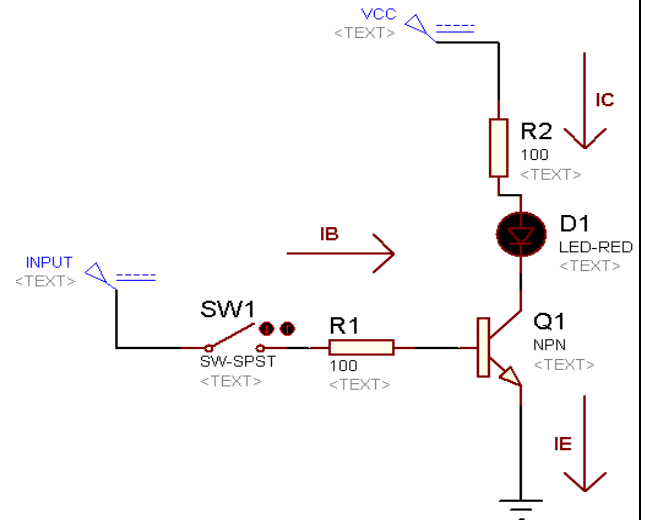 VCC
<TEXT>
IC
R2
100
<TEXT>
D1
LED-RED
<TEXT>
IB
INPUT
<TEXT>
SW1
SW-SPST
<TEXT>
R1
100
<TEXT>
Q1
NPN
<TEXT>
IE